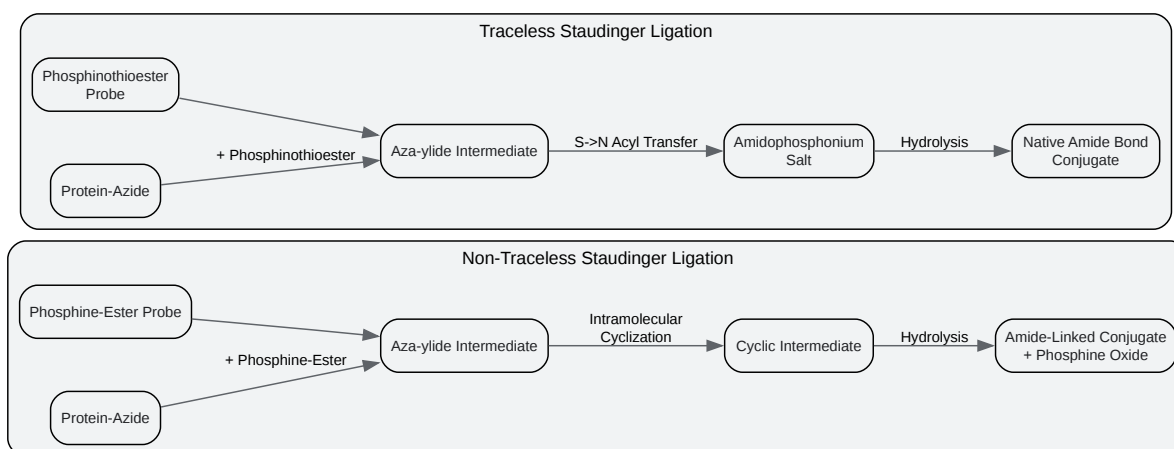 Traceless Staudinger Ligation
Phosphinothioester
Probe
+ Phosphinothioester
Protein-Azide
Aza-ylide Intermediate
S->N Acyl Transfer
Amidophosphonium
Salt
Hydrolysis
Native Amide Bond
Conjugate
Non-Traceless Staudinger Ligation
Phosphine-Ester Probe
+ Phosphine-Ester
Protein-Azide
Aza-ylide Intermediate
Intramolecular
Cyclization
Cyclic Intermediate
Hydrolysis
Amide-Linked Conjugate
+ Phosphine Oxide